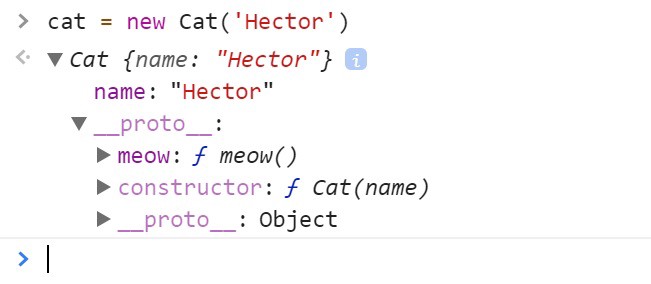 > cat = new Cat('Hector')
Cat {name: "Hector"} i
name: "Hector"
__proto__:
meow: ƒ meow()
constructor: ƒ Cat(name)
__proto__: Object
>